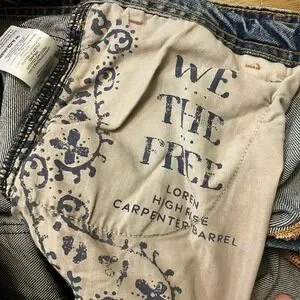 WE
THE
FREE
LOREN
HIGH RISE
CARPENTER BARREL